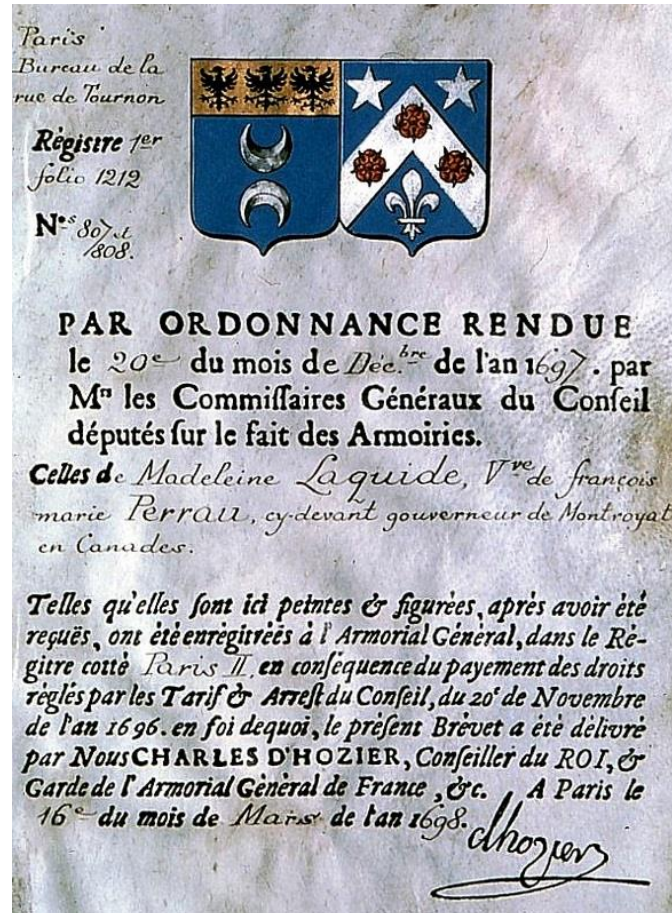 Paris
Bureau de la
rue de Tournon
Règistre 1er
folio 1212
Nos 807 et
/808.
PAR ORDONNANCE RENDUE
le 20e du mois de Déc.bre de l'an 1697. par
Mrs les Commiſſaires Généraux du Conſeil
députés ſur le fait des Armoiries.
Celles de Madeleine Laguide, Vve de françois
marie Perrau, cy-devant gouverneur de Montroyat
en Canades.
Telles qu'elles ſont ici peintes & figurées, après avoir été
reçuës, ont été enrégitrées à l'Armorial Général, dans le Ré-
gitre cotté Paris II, en conſéquence du payement des droits
réglés par les Tarif & Arreſt du Conſeil, du 20e de Novembre
de l'an 1696. en foi dequoi, le préſent Brévet a été délivré
par Nous CHARLES D'HOZIER, Conſeiller du ROI, &
Garde de l'Armorial Général de France, &c. A Paris le
16e du mois de Mars de l'an 1698.
dhozier